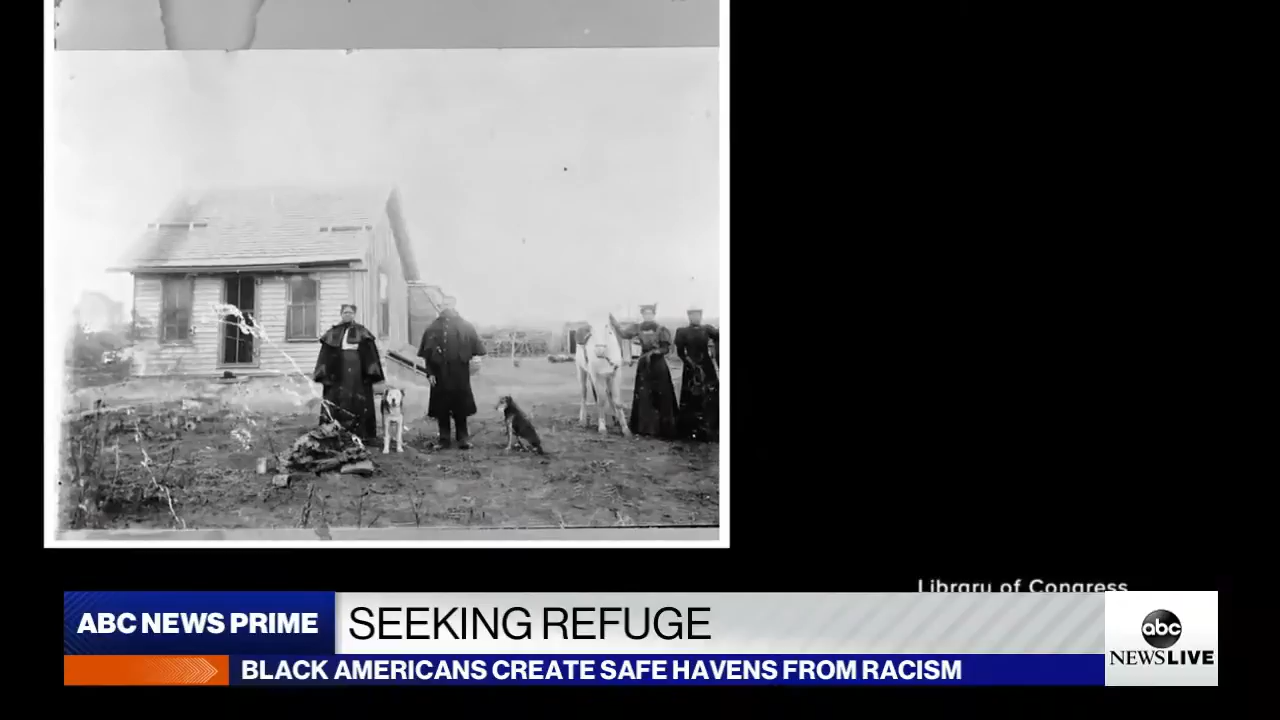 Library of Congress
ABC NEWS PRIME
SEEKING REFUGE
BLACK AMERICANS CREATE SAFE HAVENS FROM RACISM
abc
NEWSLIVE